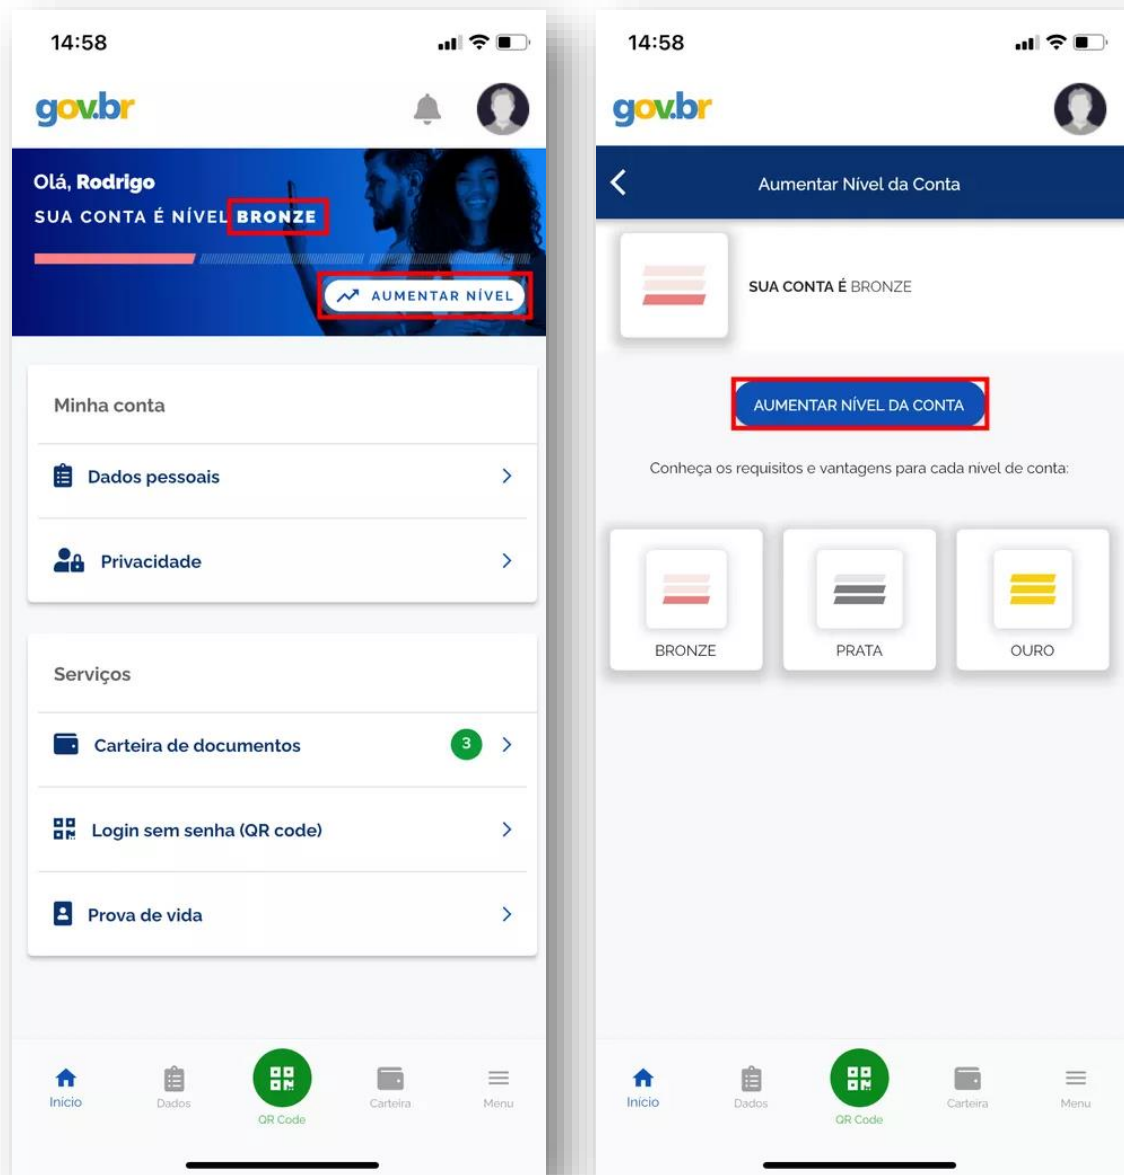 14:58
gov.br
Olá, Rodrigo
SUA CONTA É NÍVEL BRONZE
AUMENTAR NÍVEL
Minha conta
Dados pessoais
Privacidade
Serviços
Carteira de documentos 3
Login sem senha (QR code)
Prova de vida
Início Dados QR Code Carteira Menu
14:58
gov.br
Aumentar Nível da Conta
SUA CONTA É BRONZE
AUMENTAR NÍVEL DA CONTA
Conheça os requisitos e vantagens para cada nível de conta:
BRONZE PRATA OURO
Início Dados QR Code Carteira Menu